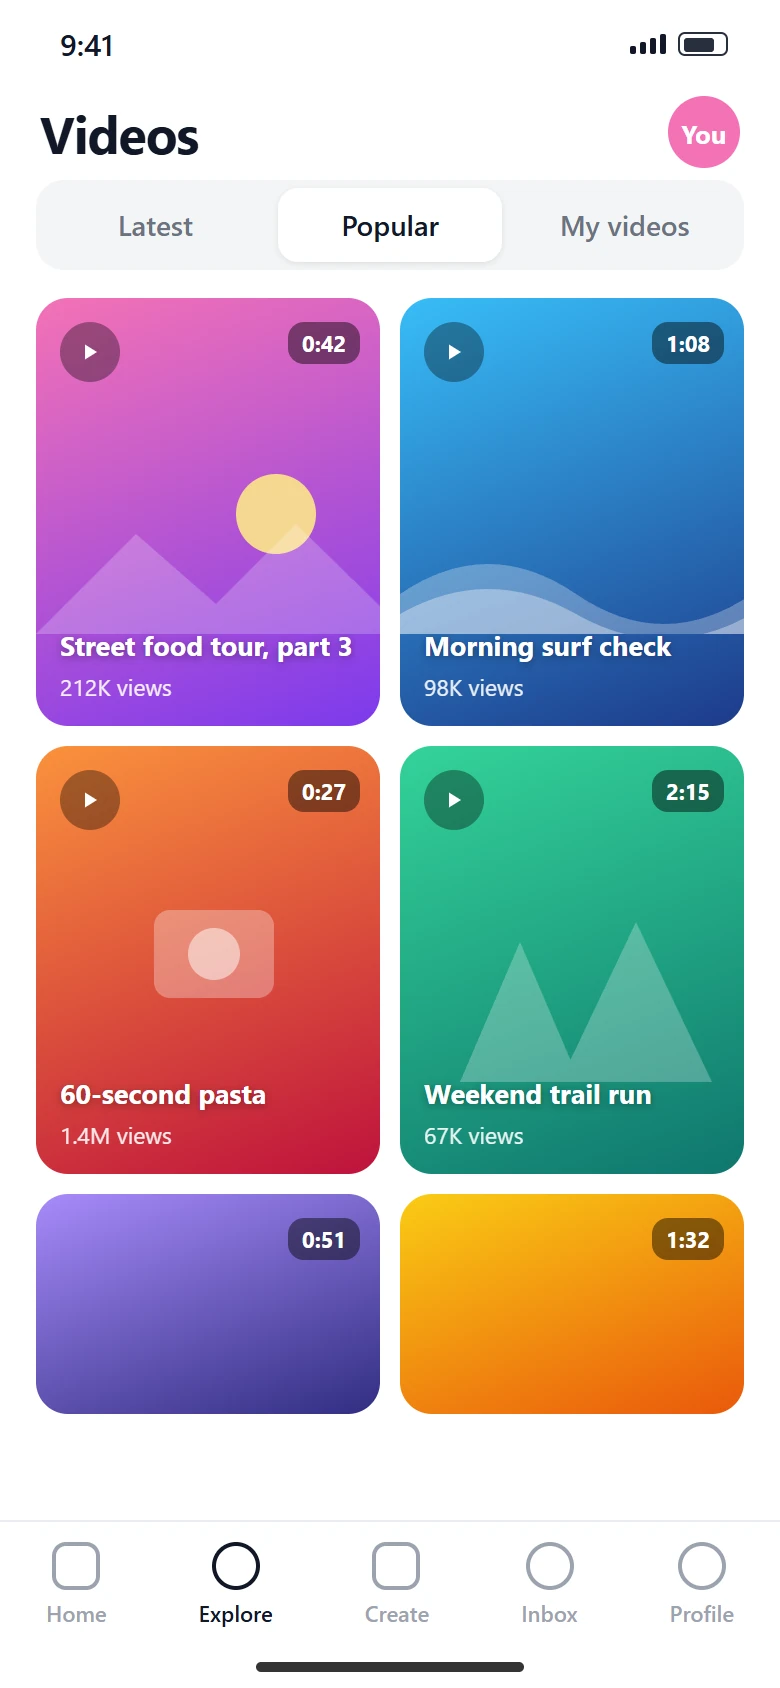 9:41
Videos
You
Latest
Popular
My videos
0:42
Street food tour, part 3
212K views
1:08
Morning surf check
98K views
0:27
60-second pasta
1.4M views
2:15
Weekend trail run
67K views
0:51
1:32
Home
Explore
Create
Inbox
Profile